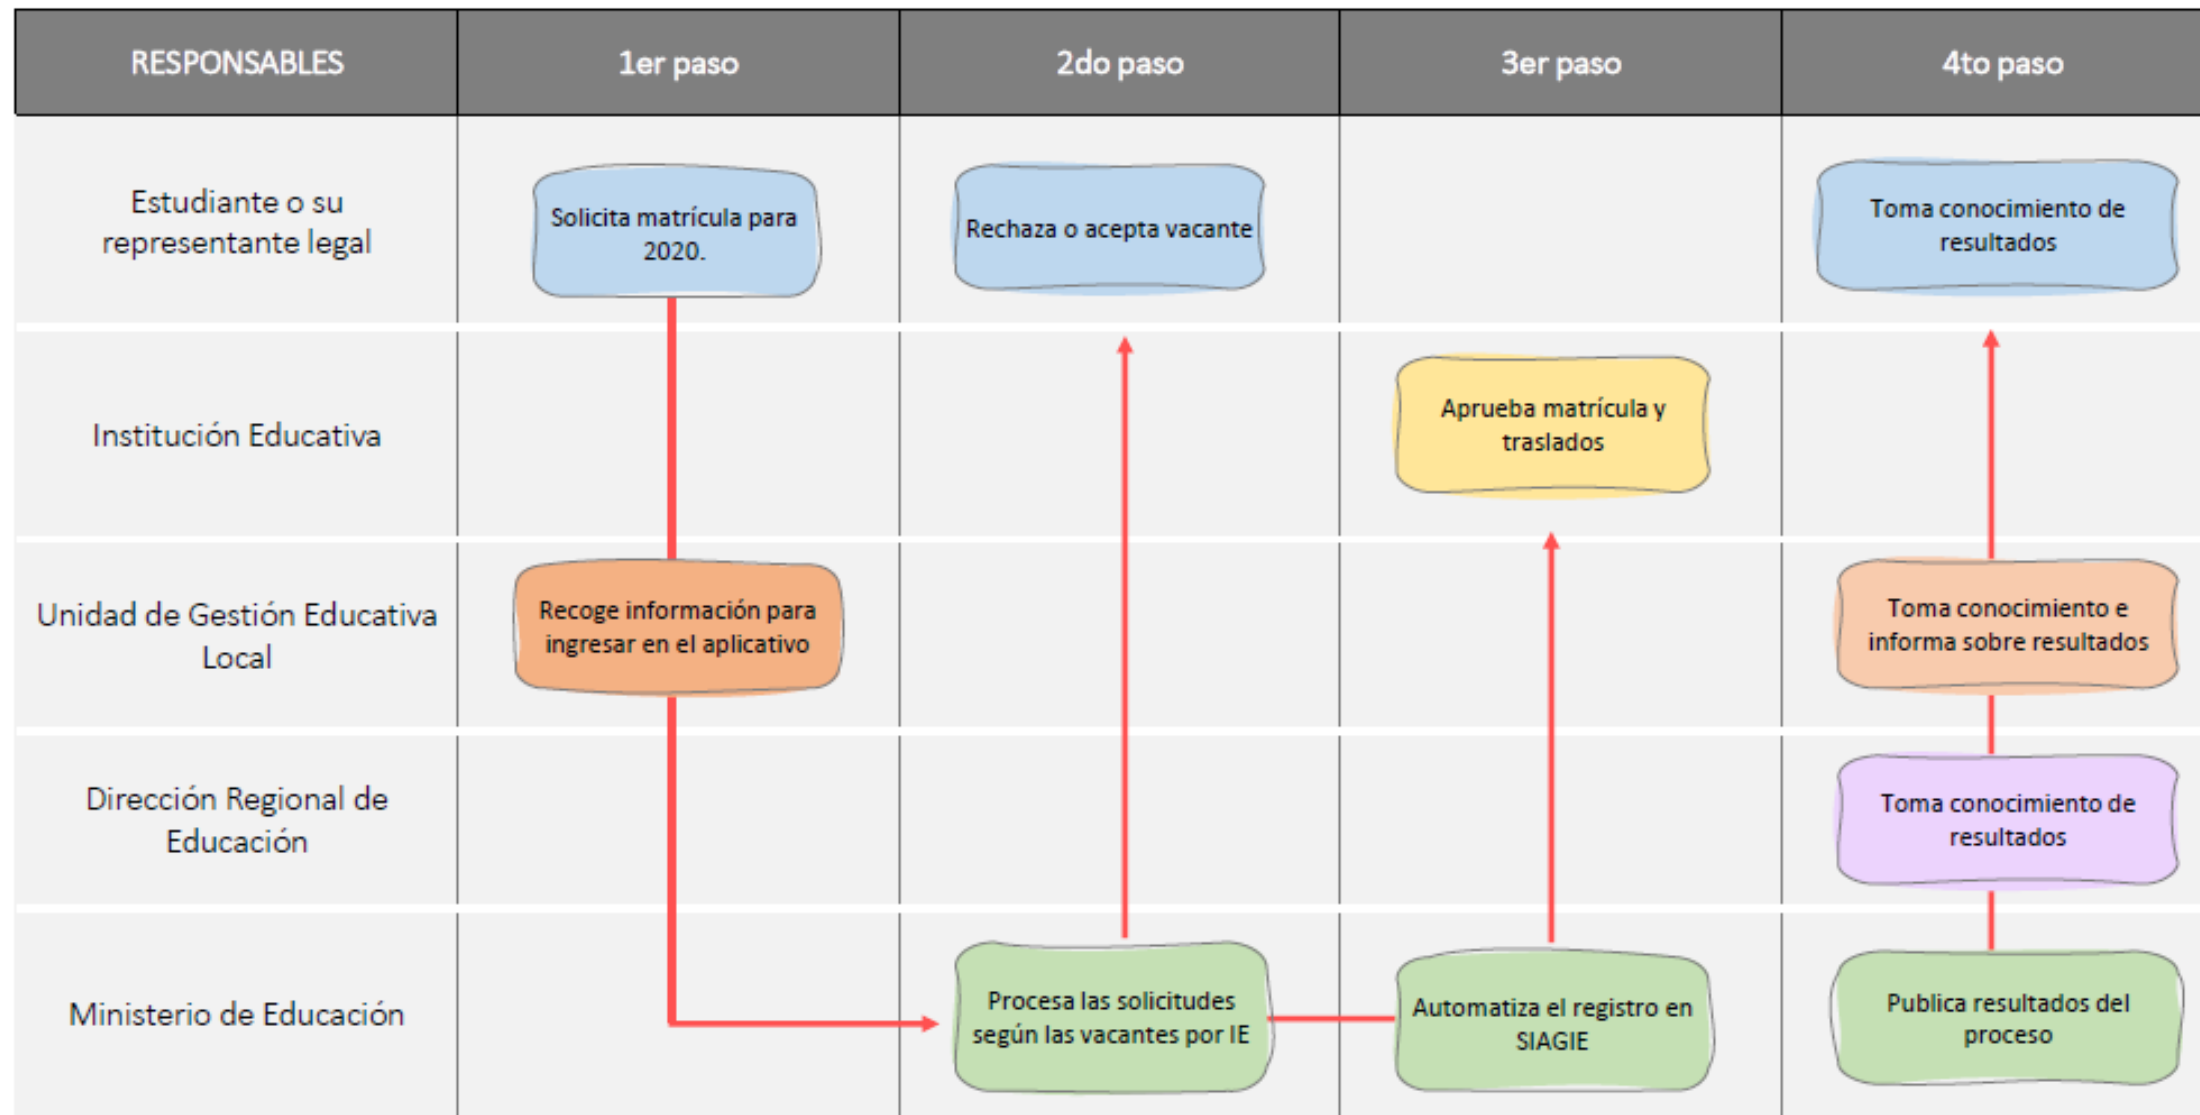 RESPONSABLES
1er paso
2do paso
3er paso
4to paso
Estudiante o su
representante legal
Solicita matrícula para
2020.
Rechaza o acepta vacante
Toma conocimiento de
resultados
Institución Educativa
Aprueba matrícula y
traslados
Unidad de Gestión Educativa
Local
Recoge información para
ingresar en el aplicativo
Toma conocimiento e
informa sobre resultados
Dirección Regional de
Educación
Toma conocimiento de
resultados
Ministerio de Educación
Procesa las solicitudes
según las vacantes por IE
Automatiza el registro en
SIAGIE
Publica resultados del
proceso